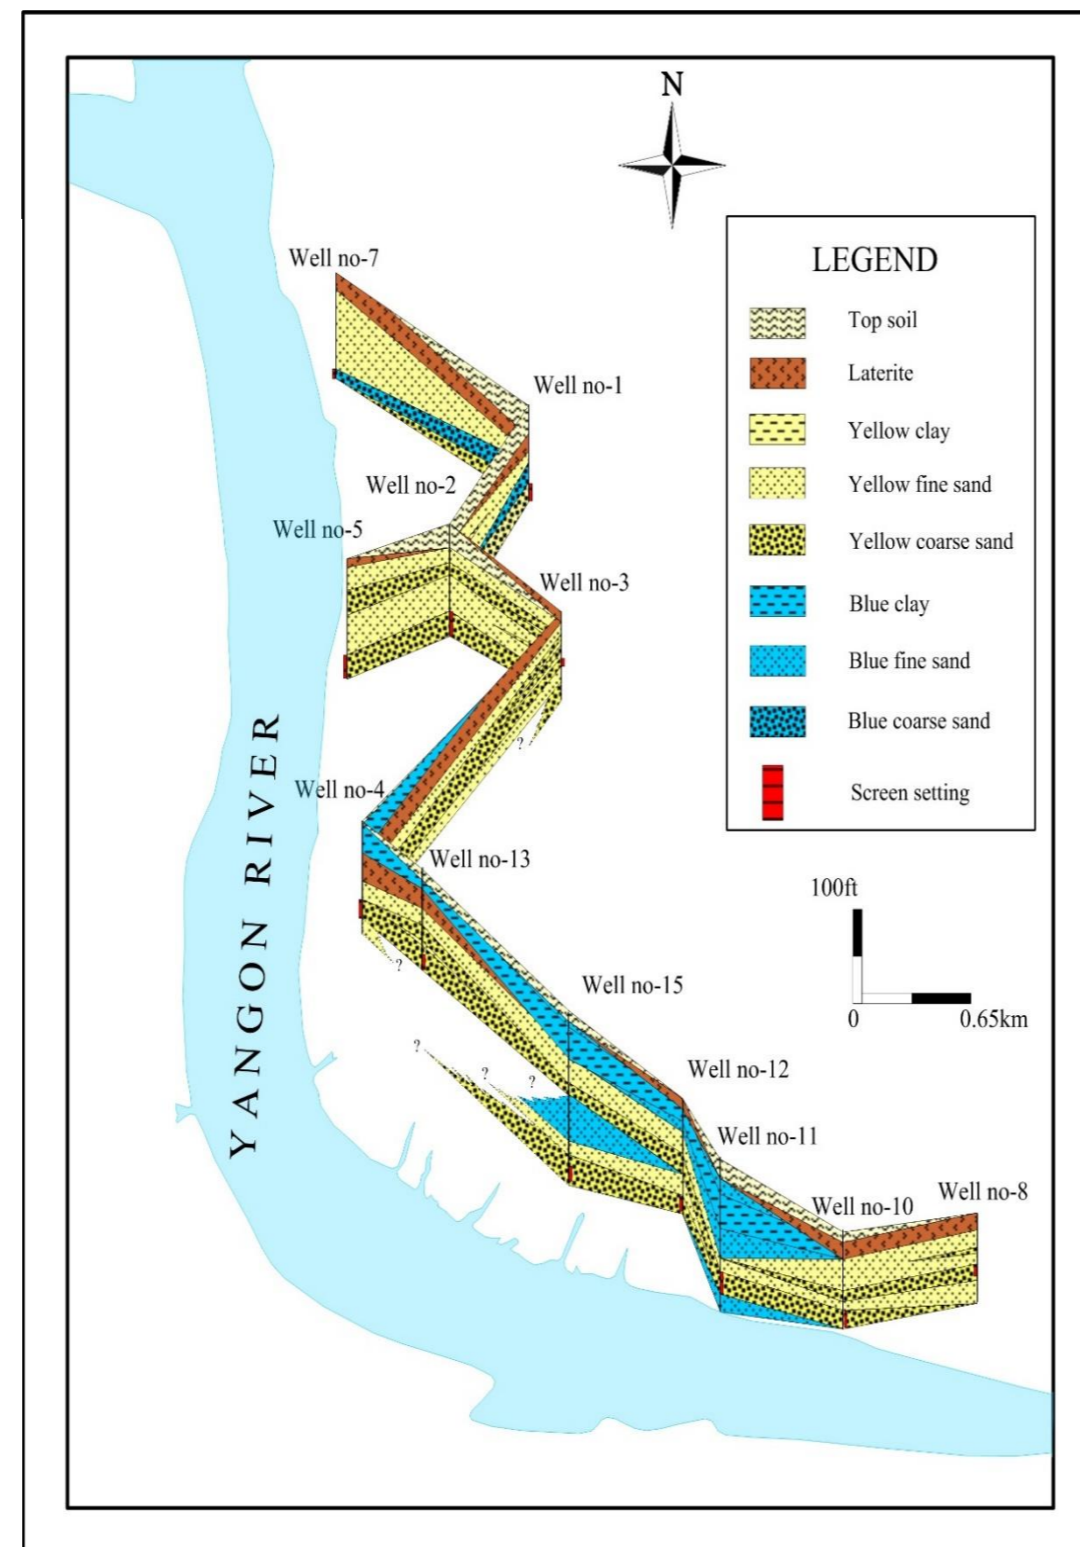 N
Well no-7
LEGEND
Top soil
Laterite
Yellow clay
Yellow fine sand
Yellow coarse sand
Blue clay
Blue fine sand
Blue coarse sand
Screen setting
Well no-1
Well no-2
Well no-5
Well no-3
?
YANGON RIVER
Well no-4
Well no-13
?
100ft
0
0.65km
Well no-15
?
?
?
Well no-12
Well no-11
Well no-10
Well no-8